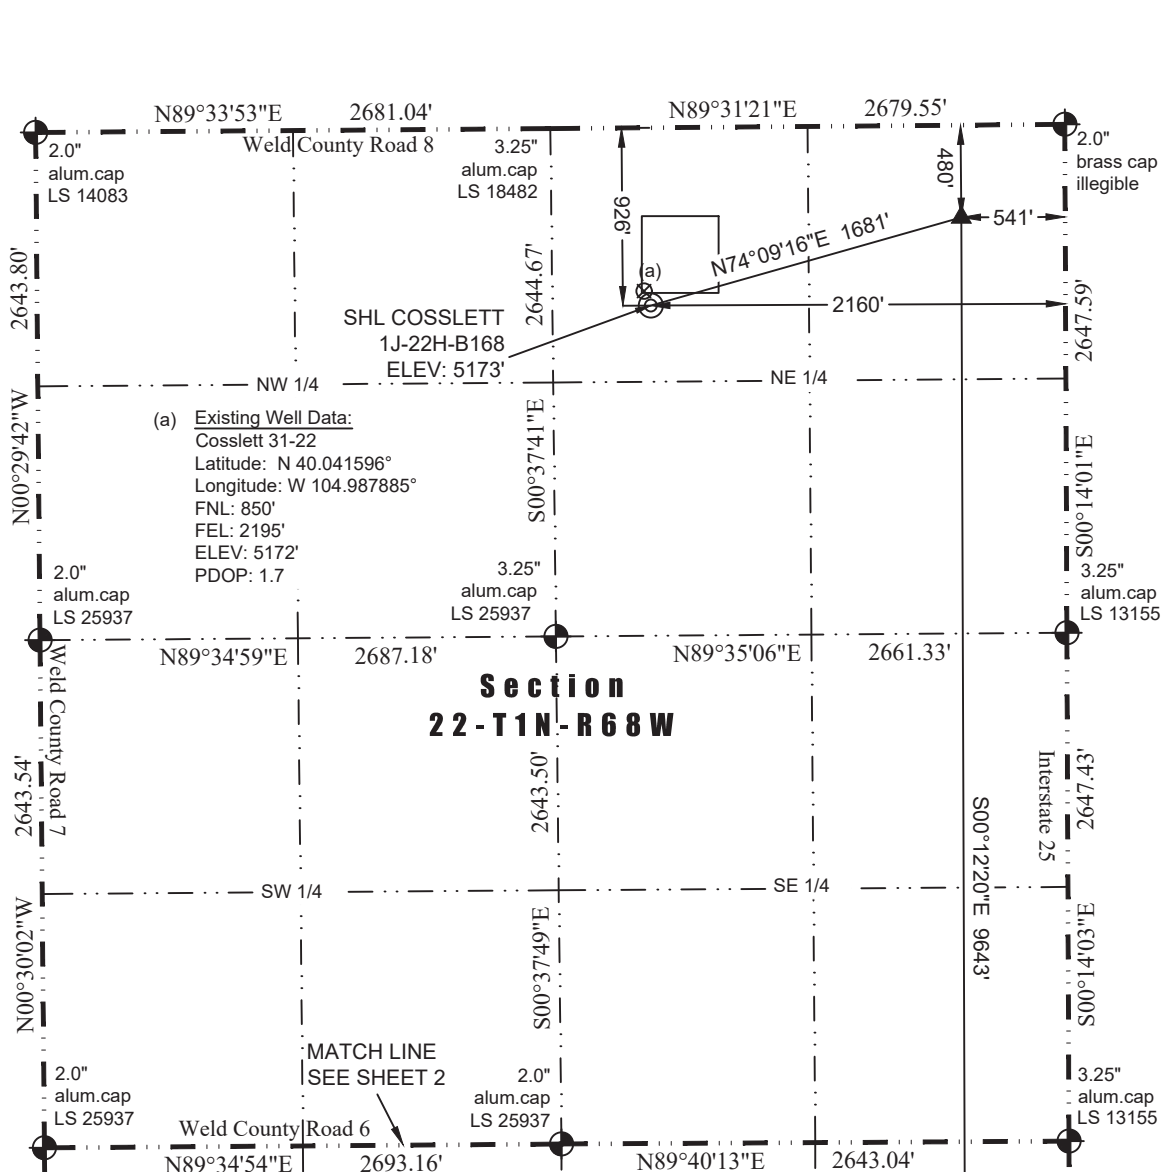 N89°33'53"E 2681.04' N89°31'21"E 2679.55'
Weld County Road 8
2.0"
alum.cap
LS 14083
3.25"
alum.cap
LS 18482
2.0"
brass cap
illegible
480'
541'
926'
N74°09'16"E 1681'
(a)
2160'
2643.80'
2644.67'
2647.59'
SHL COSSLETT
1J-22H-B168
ELEV: 5173'
NW 1/4
NE 1/4
(a) Existing Well Data:
Cosslett 31-22
Latitude: N 40.041596°
Longitude: W 104.987885°
FNL: 850'
FEL: 2195'
ELEV: 5172'
PDOP: 1.7
N00°29'42"W
S00°37'41"E
S00°14'01"E
2.0"
alum.cap
LS 25937
3.25"
alum.cap
LS 25937
3.25"
alum.cap
LS 13155
N89°34'59"E 2687.18' N89°35'06"E 2661.33'
Section
22-T1N-R68W
Weld County Road 7
2643.54'
2643.50'
Interstate 25
2647.43'
S00°12'20"E 9643'
SW 1/4
SE 1/4
N00°30'02"W
S00°37'49"E
S00°14'03"E
MATCH LINE
SEE SHEET 2
2.0"
alum.cap
LS 25937
2.0"
alum.cap
LS 25937
3.25"
alum.cap
LS 13155
Weld County Road 6
N89°34'54"E 2693.16' N89°40'13"E 2643.04'